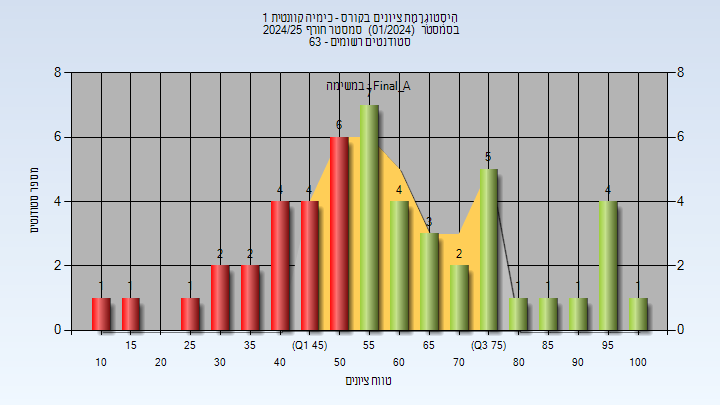 היסטוגרמת ציונים בקורס - כימיה קוונטית 1
בסמסטר (01/2024) סמסטר חורף 2024/25
סטודנטים רשומים - 63
במשימה - Final_A
מספר סטודנטים
8
6
4
2
0
8
6
4
2
0
1 1 1 2 2 4 4 6 7 4 3 2 5 1 1 1 4 1
15 25 35 (Q1 45) 55 65 (Q3 75) 85 95
10 20 30 40 50 60 70 80 90 100
טווח ציונים